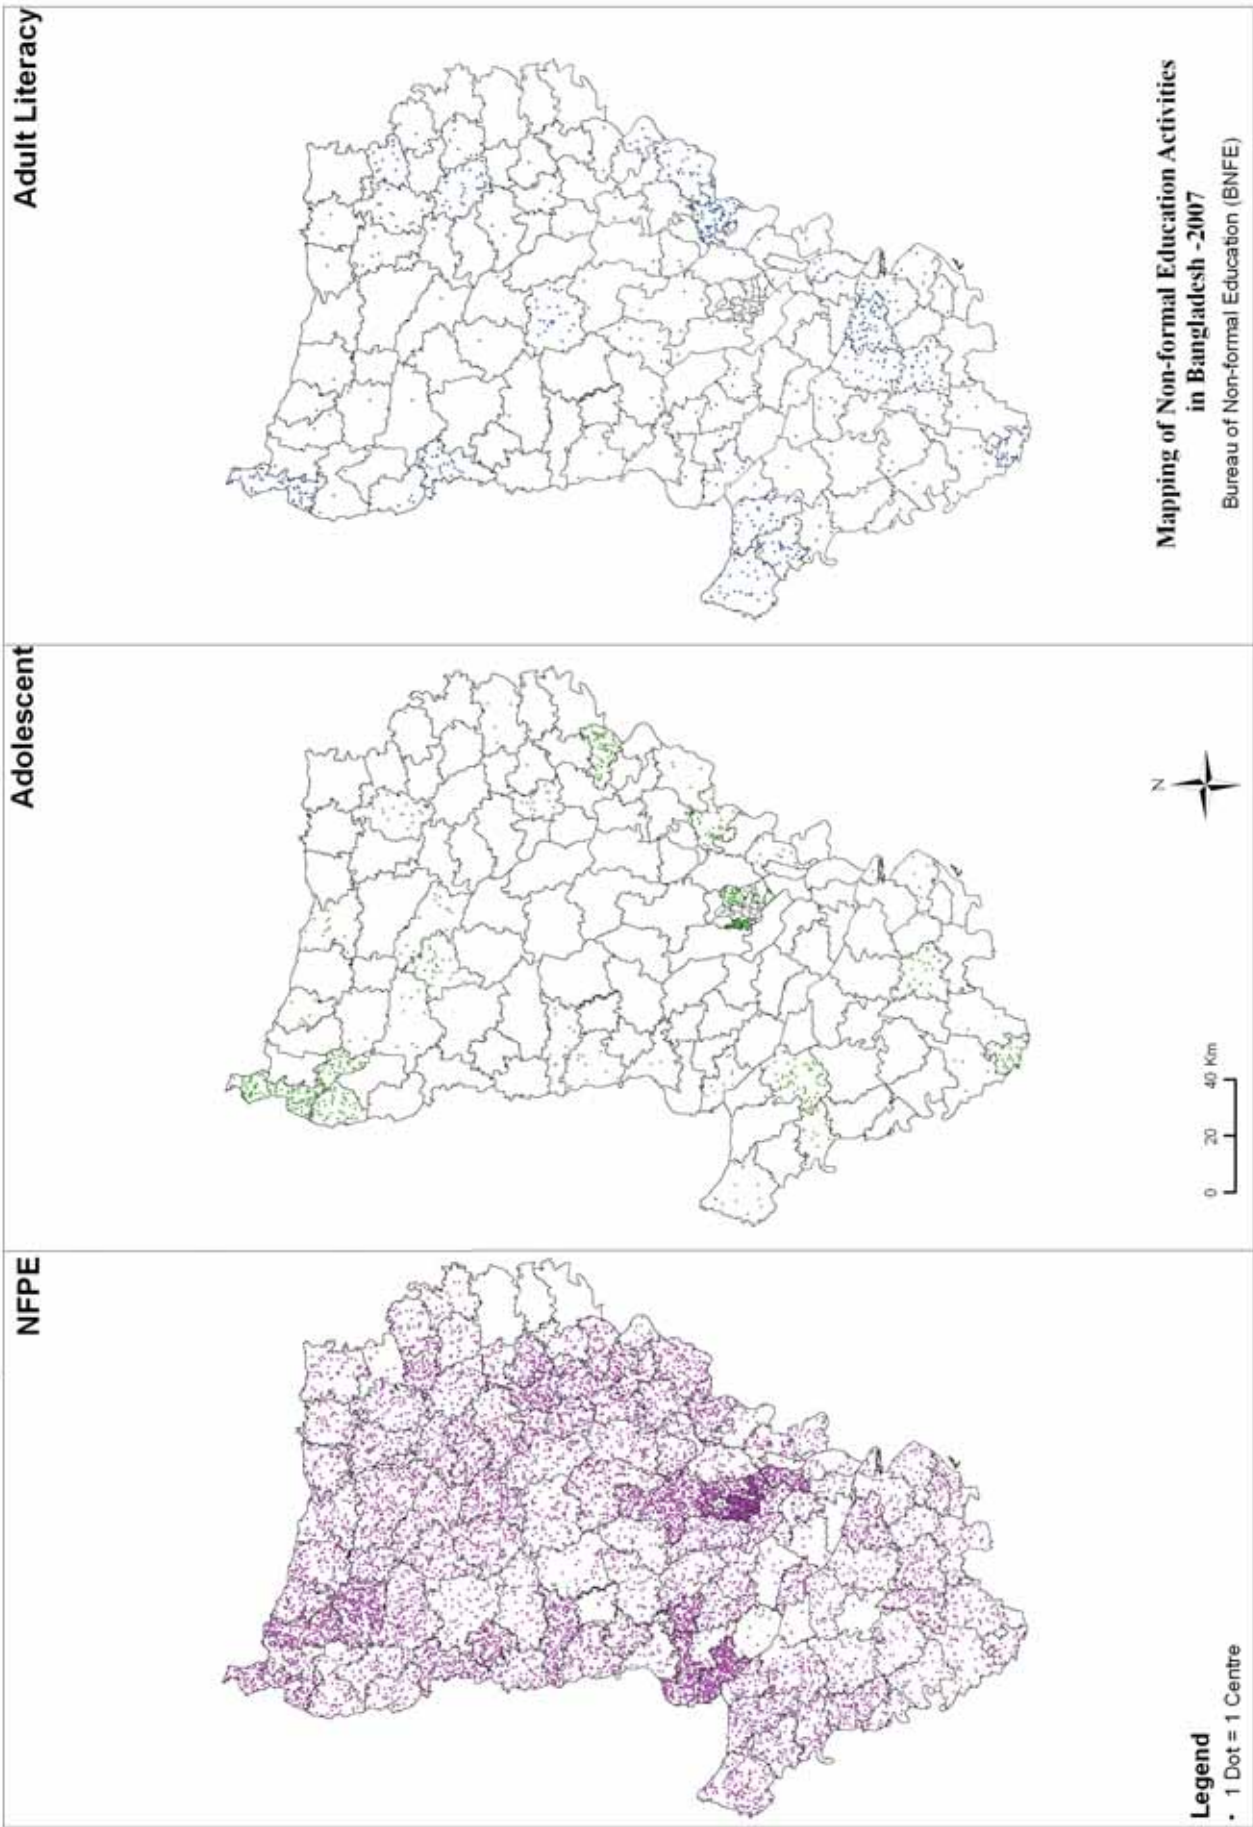 NFPE
Adolescent
Adult Literacy
Legend
• 1 Dot = 1 Centre
0 20 40 Km
N
Mapping of Non-formal Education Activities
in Bangladesh -2007
Bureau of Non-formal Education (BNFE)